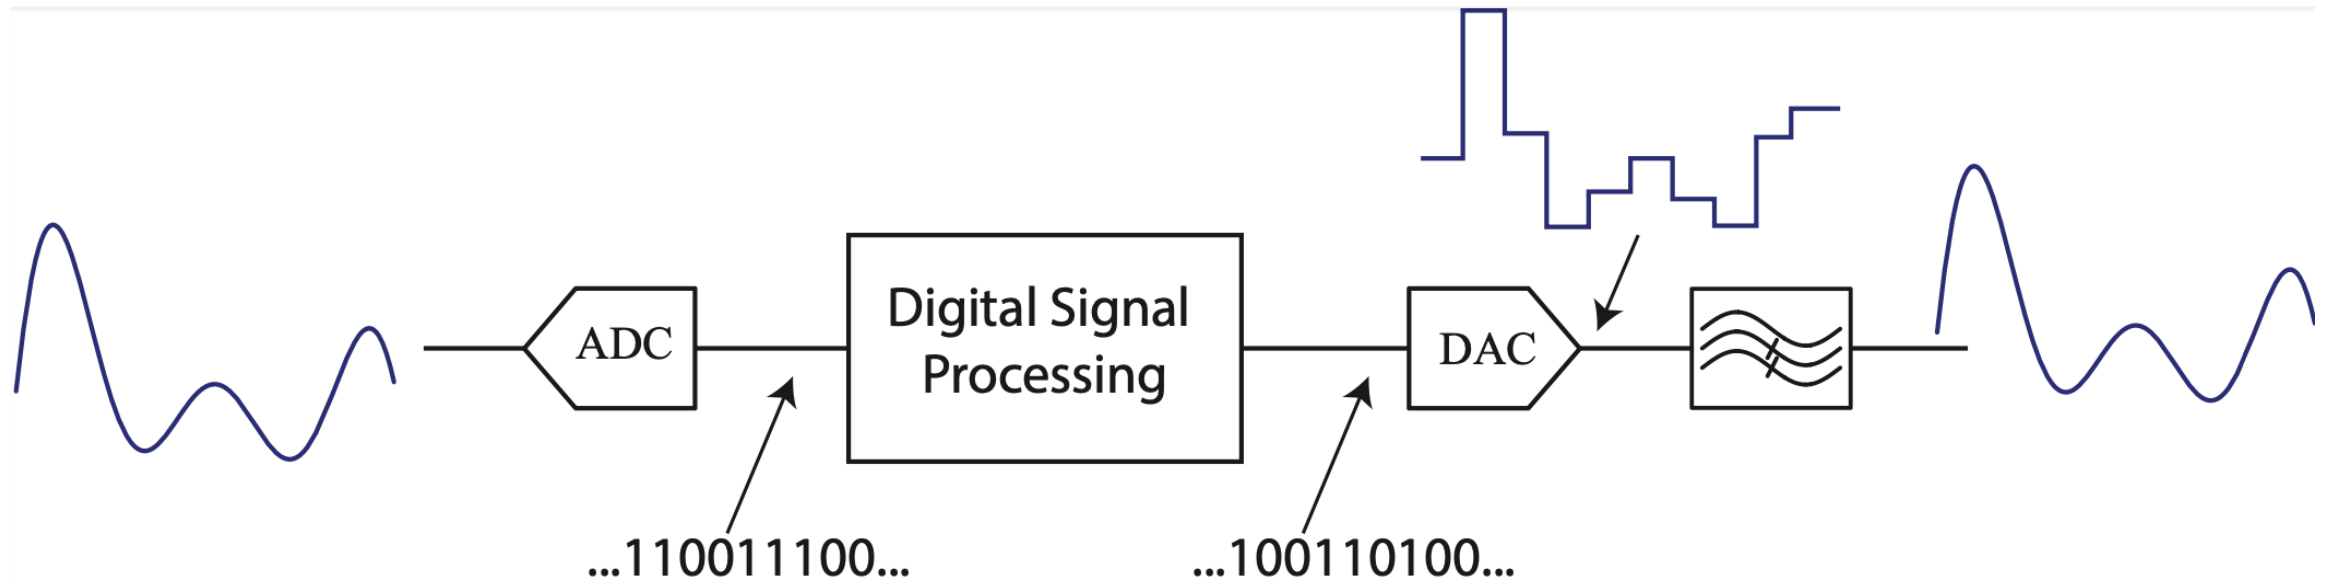 ADC
Digital Signal
Processing
DAC
...110011100...
...100110100...